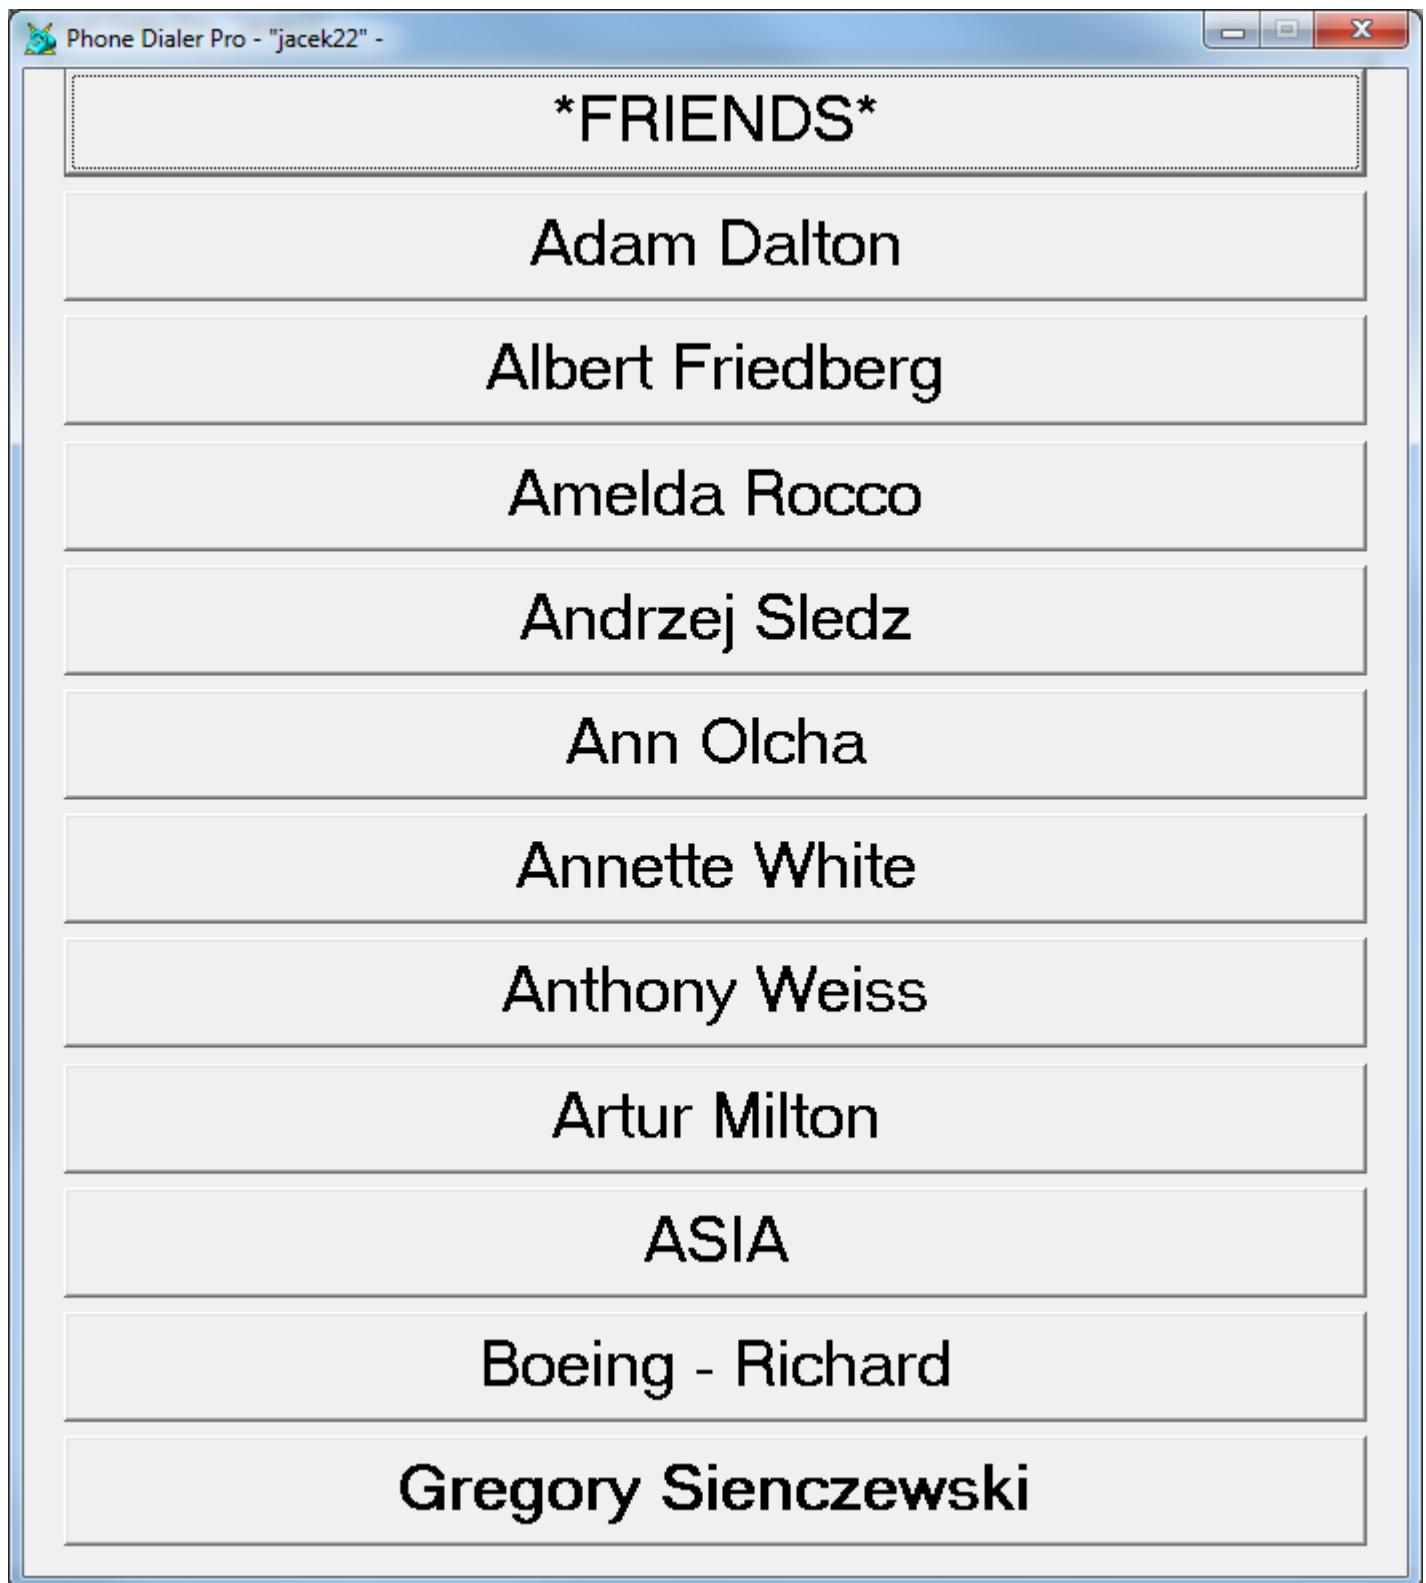 Phone Dialer Pro - "jacek22" -
*FRIENDS*
Adam Dalton
Albert Friedberg
Amelda Rocco
Andrzej Sledz
Ann Olcha
Annette White
Anthony Weiss
Artur Milton
ASIA
Boeing - Richard
Gregory Sienczewski